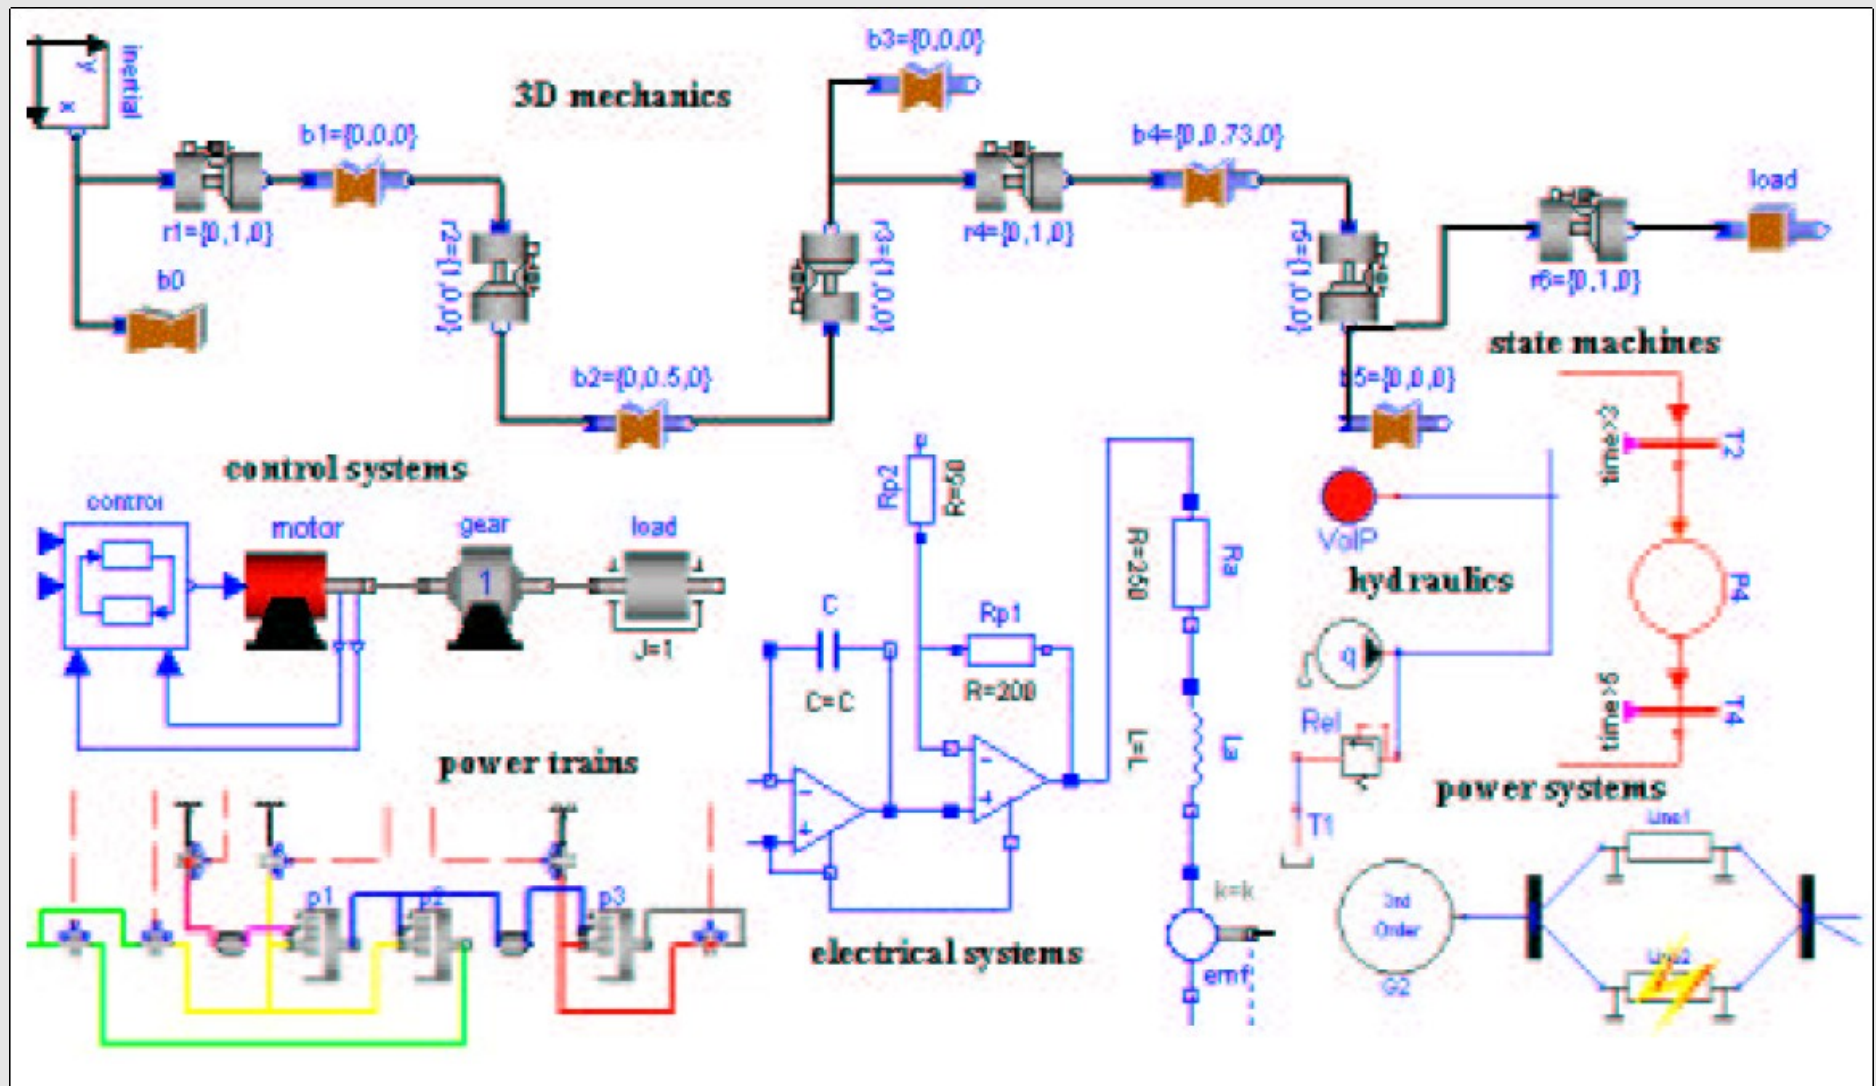 y
x
inertial
3D mechanics
b3={0,0,0}
b1={0,0,0}
b4={0,0.73,0}
load
r1={0,1,0}
r2={1,0,0}
r3={1,0,0}
r4={0,1,0}
r5={1,0,0}
r6={0,1,0}
b0
b2={0,0.5,0}
b5={0,0,0}
state machines
time>2
T2
P4
time>5
T4
control systems
control
motor
gear
1
load
J=1
Rp2
R=50
C
C=C
Rp1
R=200
-
+
-
+
R=250
Ra
L=L
La
k=k
emf
electrical systems
VolP
hydraulics
q
Rel
T1
power trains
p1
p2
p3
power systems
Line1
3nd
Order
G2
Line2